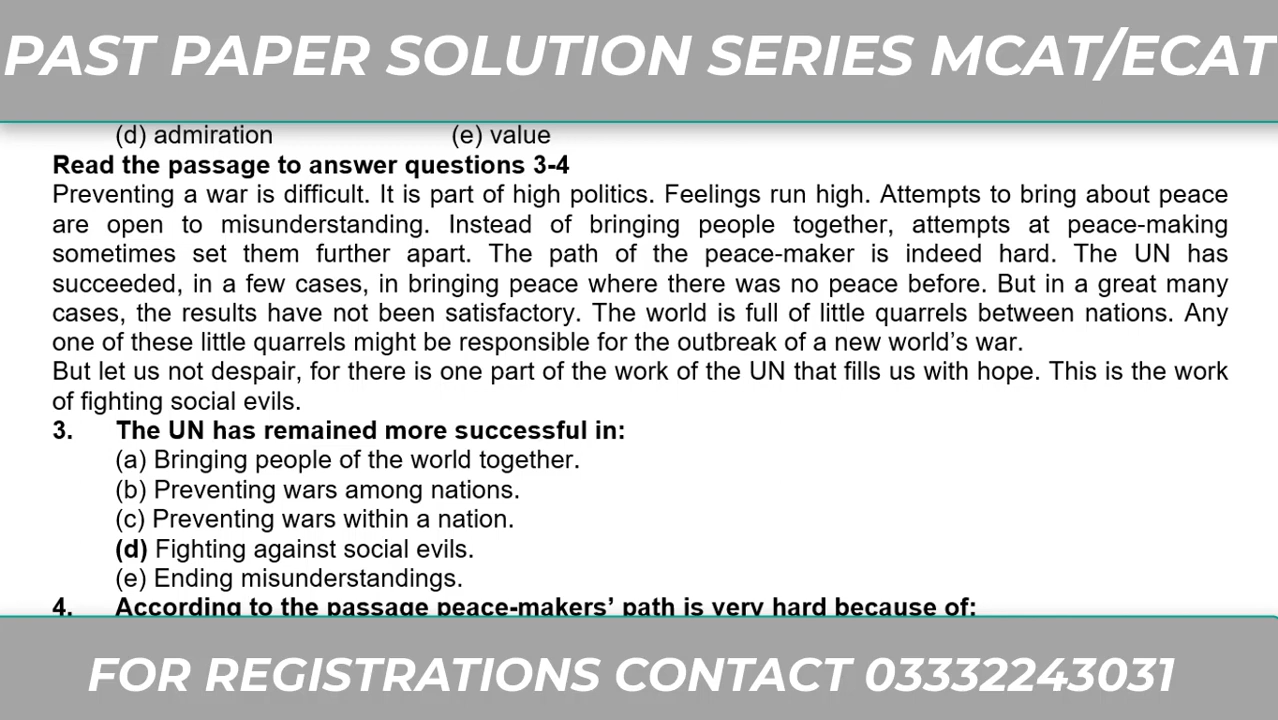 PAST PAPER SOLUTION SERIES MCAT/ECAT
(d) admiration (e) value
Read the passage to answer questions 3-4
Preventing a war is difficult. It is part of high politics. Feelings run high. Attempts to bring about peace
are open to misunderstanding. Instead of bringing people together, attempts at peace-making
sometimes set them further apart. The path of the peace-maker is indeed hard. The UN has
succeeded, in a few cases, in bringing peace where there was no peace before. But in a great many
cases, the results have not been satisfactory. The world is full of little quarrels between nations. Any
one of these little quarrels might be responsible for the outbreak of a new world’s war.
But let us not despair, for there is one part of the work of the UN that fills us with hope. This is the work
of fighting social evils.
3. The UN has remained more successful in:
(a) Bringing people of the world together.
(b) Preventing wars among nations.
(c) Preventing wars within a nation.
(d) Fighting against social evils.
(e) Ending misunderstandings.
4. According to the passage peace-makers’ path is very hard because of:
FOR REGISTRATIONS CONTACT 03332243031